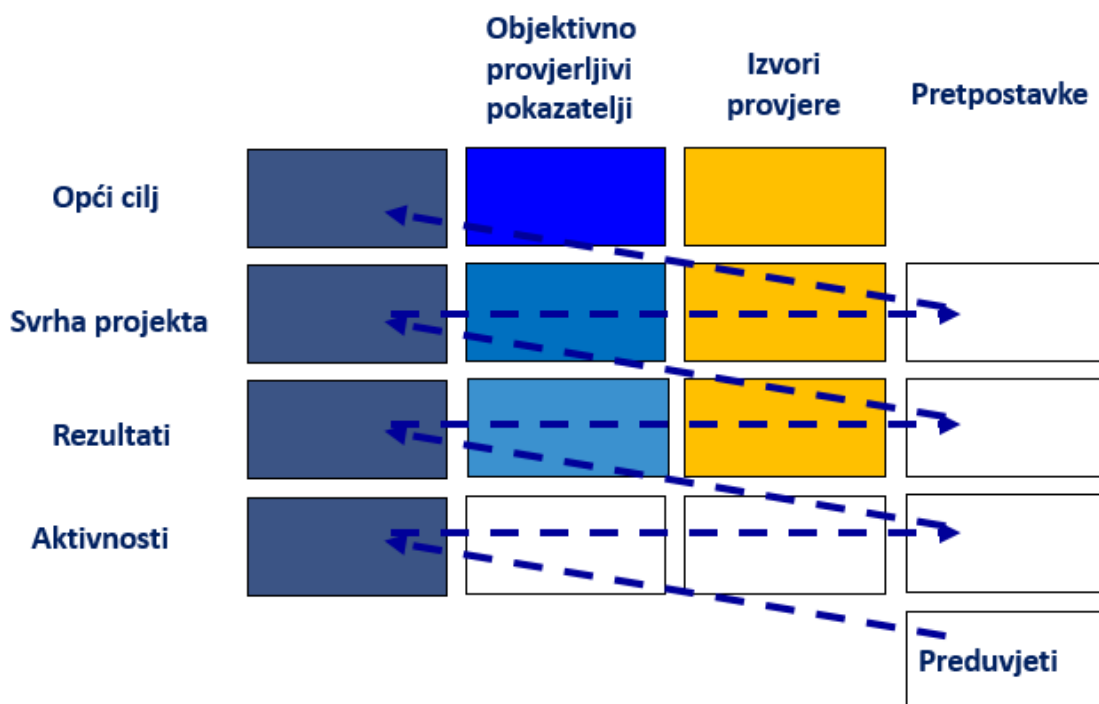 Objektivno
provjerljivi
pokazatelji
Izvori
provjere
Pretpostavke
Opći cilj
Svrha projekta
Rezultati
Aktivnosti
Preduvjeti